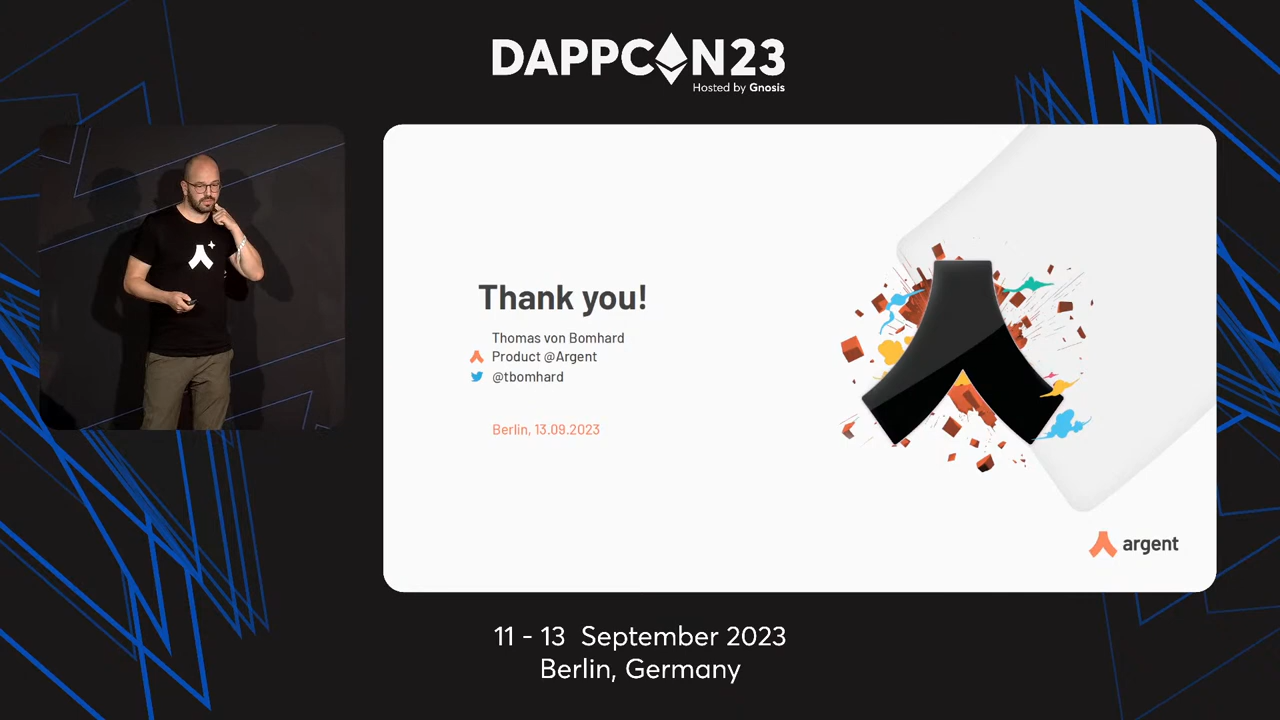 DAPPCON23
Hosted by Gnosis
Thank you!
Thomas von Bomhard
Product @Argent
@tbomhard
Berlin, 13.09.2023
argent
11 - 13 September 2023
Berlin, Germany